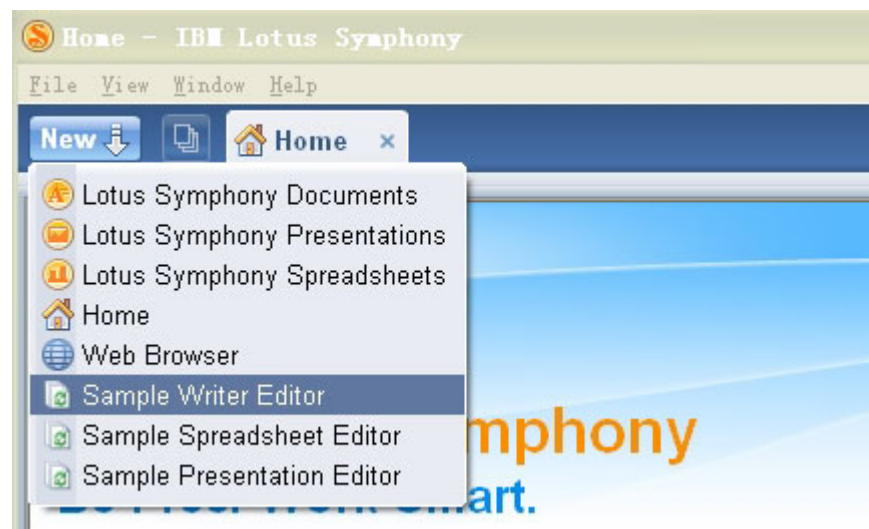 Home - IBM Lotus Symphony
File View Window Help
New Home ×
Lotus Symphony Documents
Lotus Symphony Presentations
Lotus Symphony Spreadsheets
Home
Web Browser
Sample Writer Editor
Sample Spreadsheet Editor
Sample Presentation Editor
mphony
art.